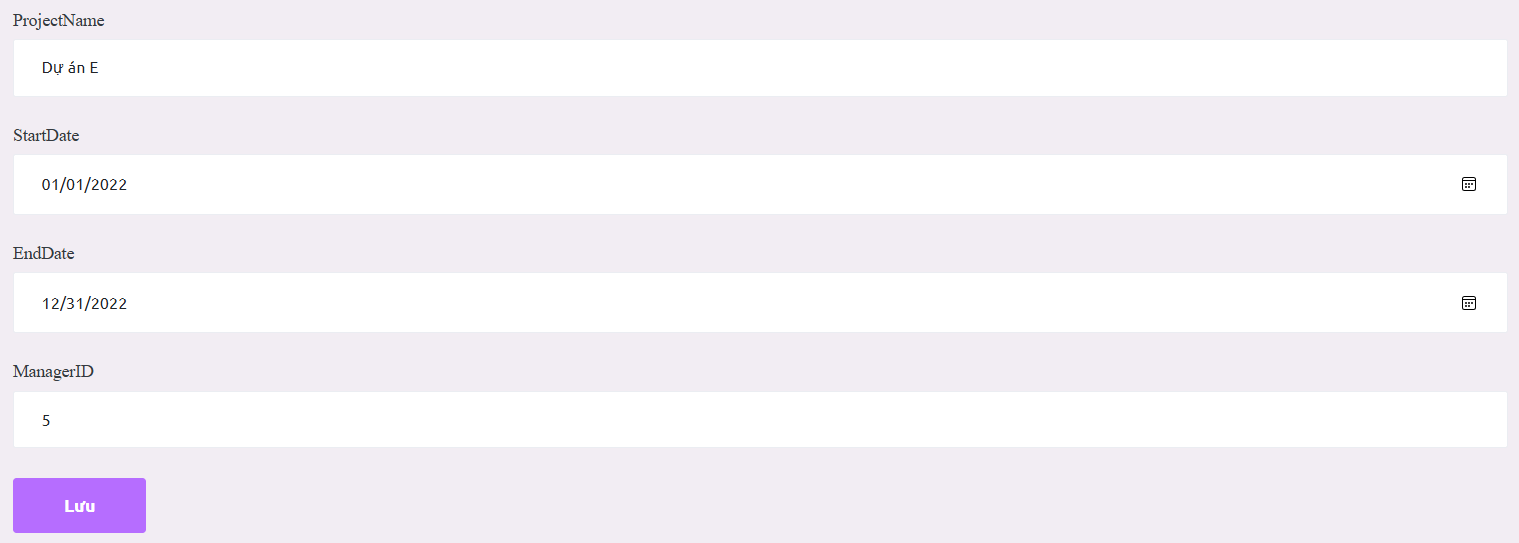 ProjectName
Dự án E
StartDate
01/01/2022
EndDate
12/31/2022
ManagerID
5
Lưu